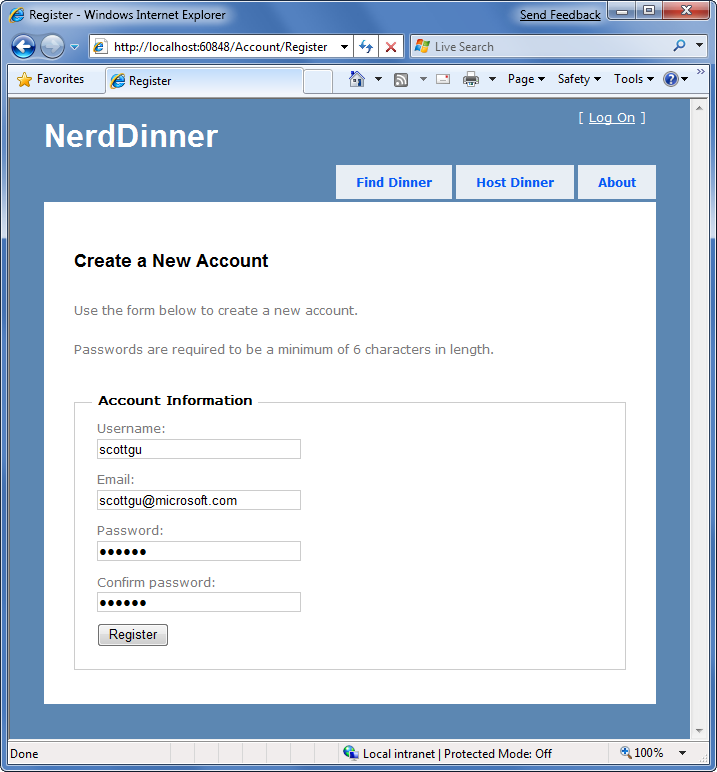 Register - Windows Internet Explorer
Send Feedback
http://localhost:60848/Account/Register
Live Search
Favorites
Register
Page
Safety
Tools
[ Log On ]
NerdDinner
Find Dinner
Host Dinner
About
Create a New Account
Use the form below to create a new account.
Passwords are required to be a minimum of 6 characters in length.
Account Information
Username:
scottgu
Email:
scottgu@microsoft.com
Password:
●●●●●●
Confirm password:
●●●●●●
Register
Done
Local intranet | Protected Mode: Off
100%